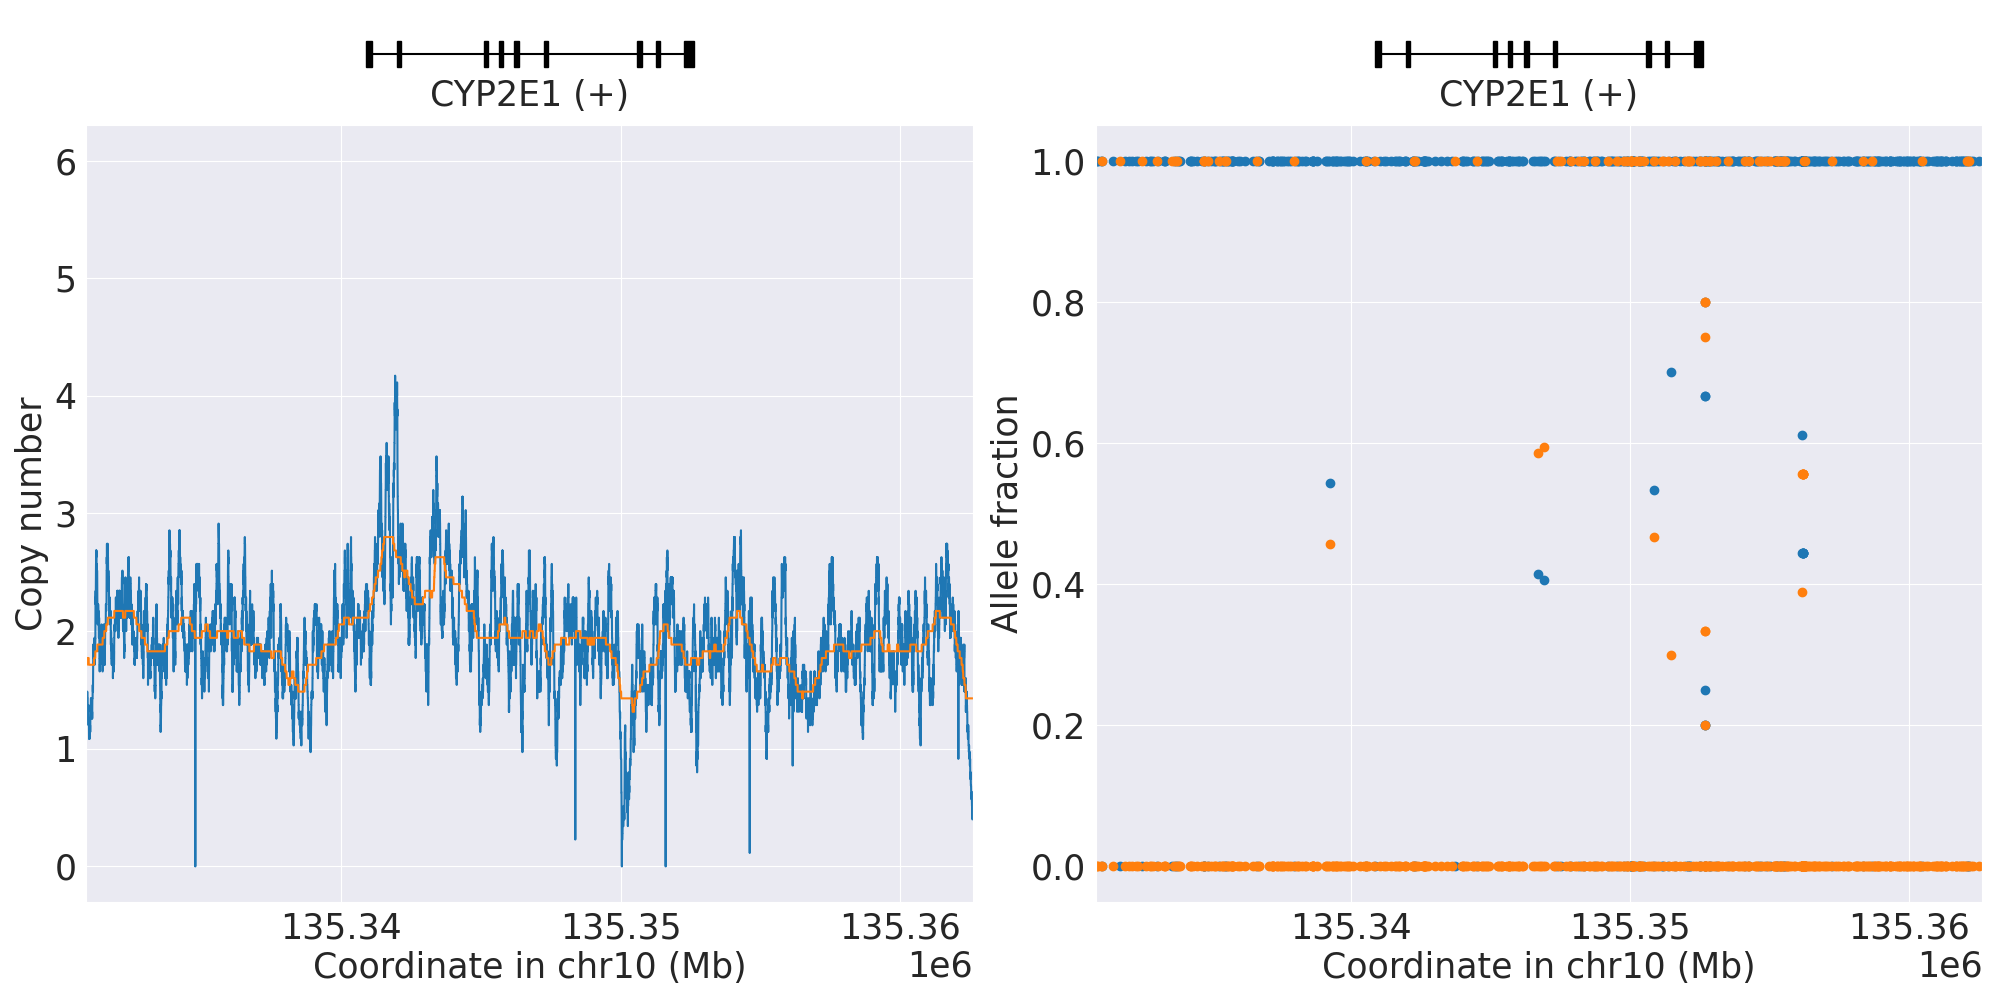 CYP2E1 (+)
6
5
4
3
2
1
0
Copy number
135.34 135.35 135.36
Coordinate in chr10 (Mb)
1e6
CYP2E1 (+)
1.0
0.8
0.6
0.4
0.2
0.0
Allele fraction
135.34 135.35 135.36
Coordinate in chr10 (Mb)
1e6